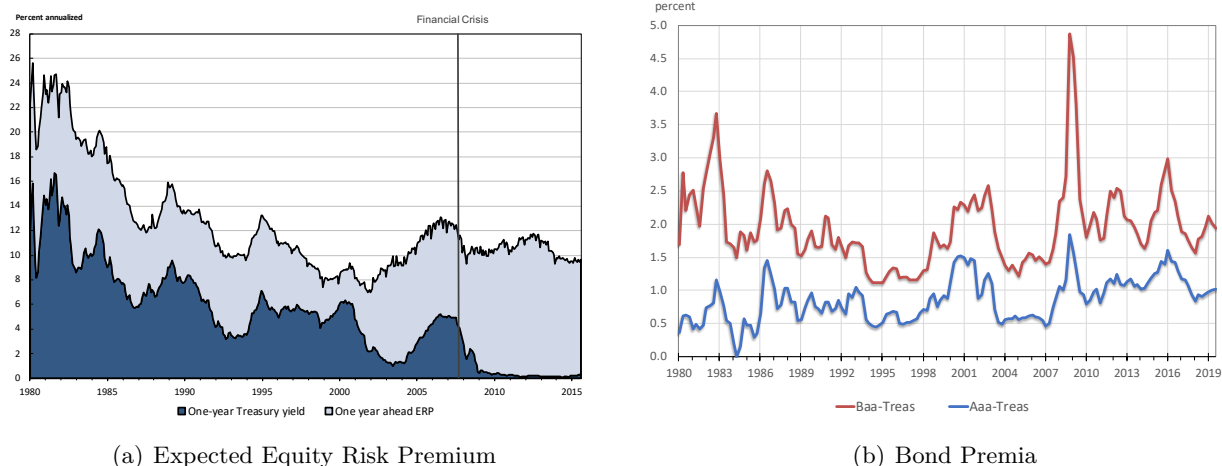 Percent annualized
Financial Crisis
28
26
24
22
20
18
16
14
12
10
8
6
4
2
0
1980 1985 1990 1995 2000 2005 2010 2015
One-year Treasury yield One year ahead ERP
(a) Expected Equity Risk Premium
percent
5.0
4.5
4.0
3.5
3.0
2.5
2.0
1.5
1.0
0.5
0.0
1980 1983 1986 1989 1992 1995 1998 2001 2004 2007 2010 2013 2016 2019
Baa-Treas Aaa-Treas
(b) Bond Premia